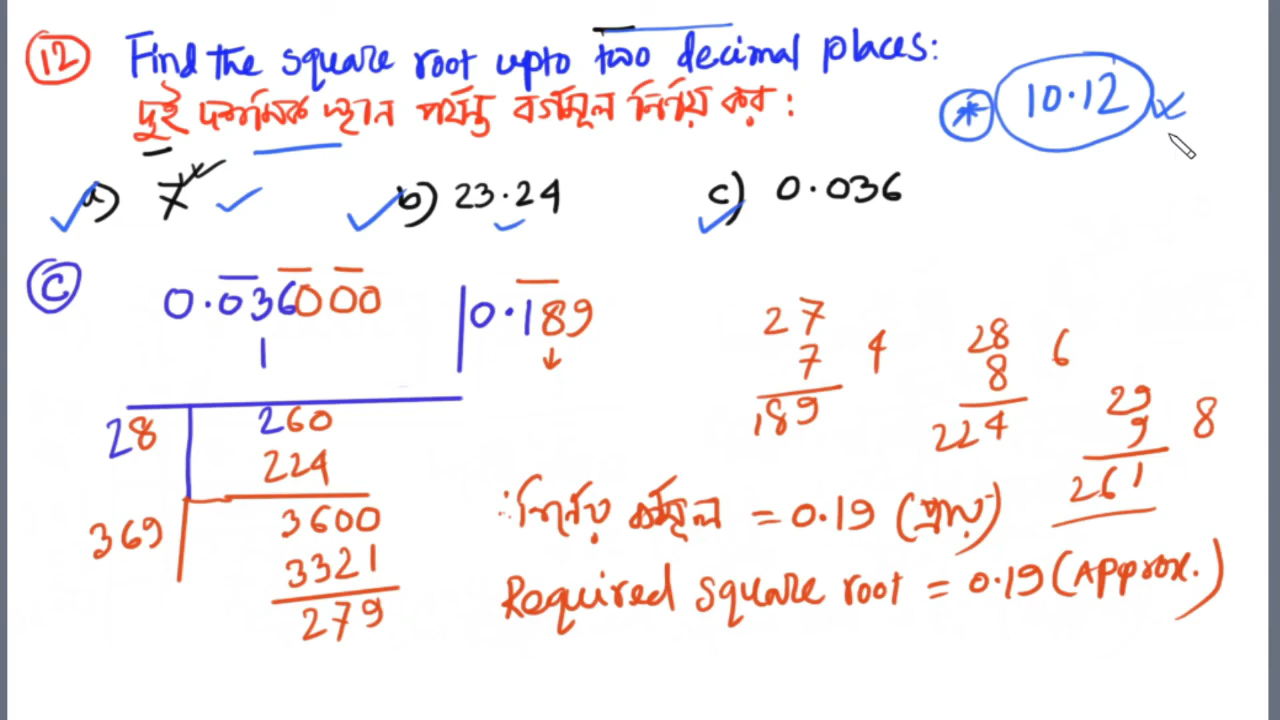 12 Find the square root upto two decimal places:
দুই দশমিক স্থান পর্যন্ত বর্গমূল নির্ণয় কর :
* 10.12 x
a) 7 b) 23.24 c) 0.036
C
0.036000 0.189
1
28 260
224
369 3600
3321
279
27
7 4
189
28
8 6
224
29
9 8
261
∴ নির্ণেয় বর্গমূল = 0.19 (প্রায়)
Required square root = 0.19 (Approx.)